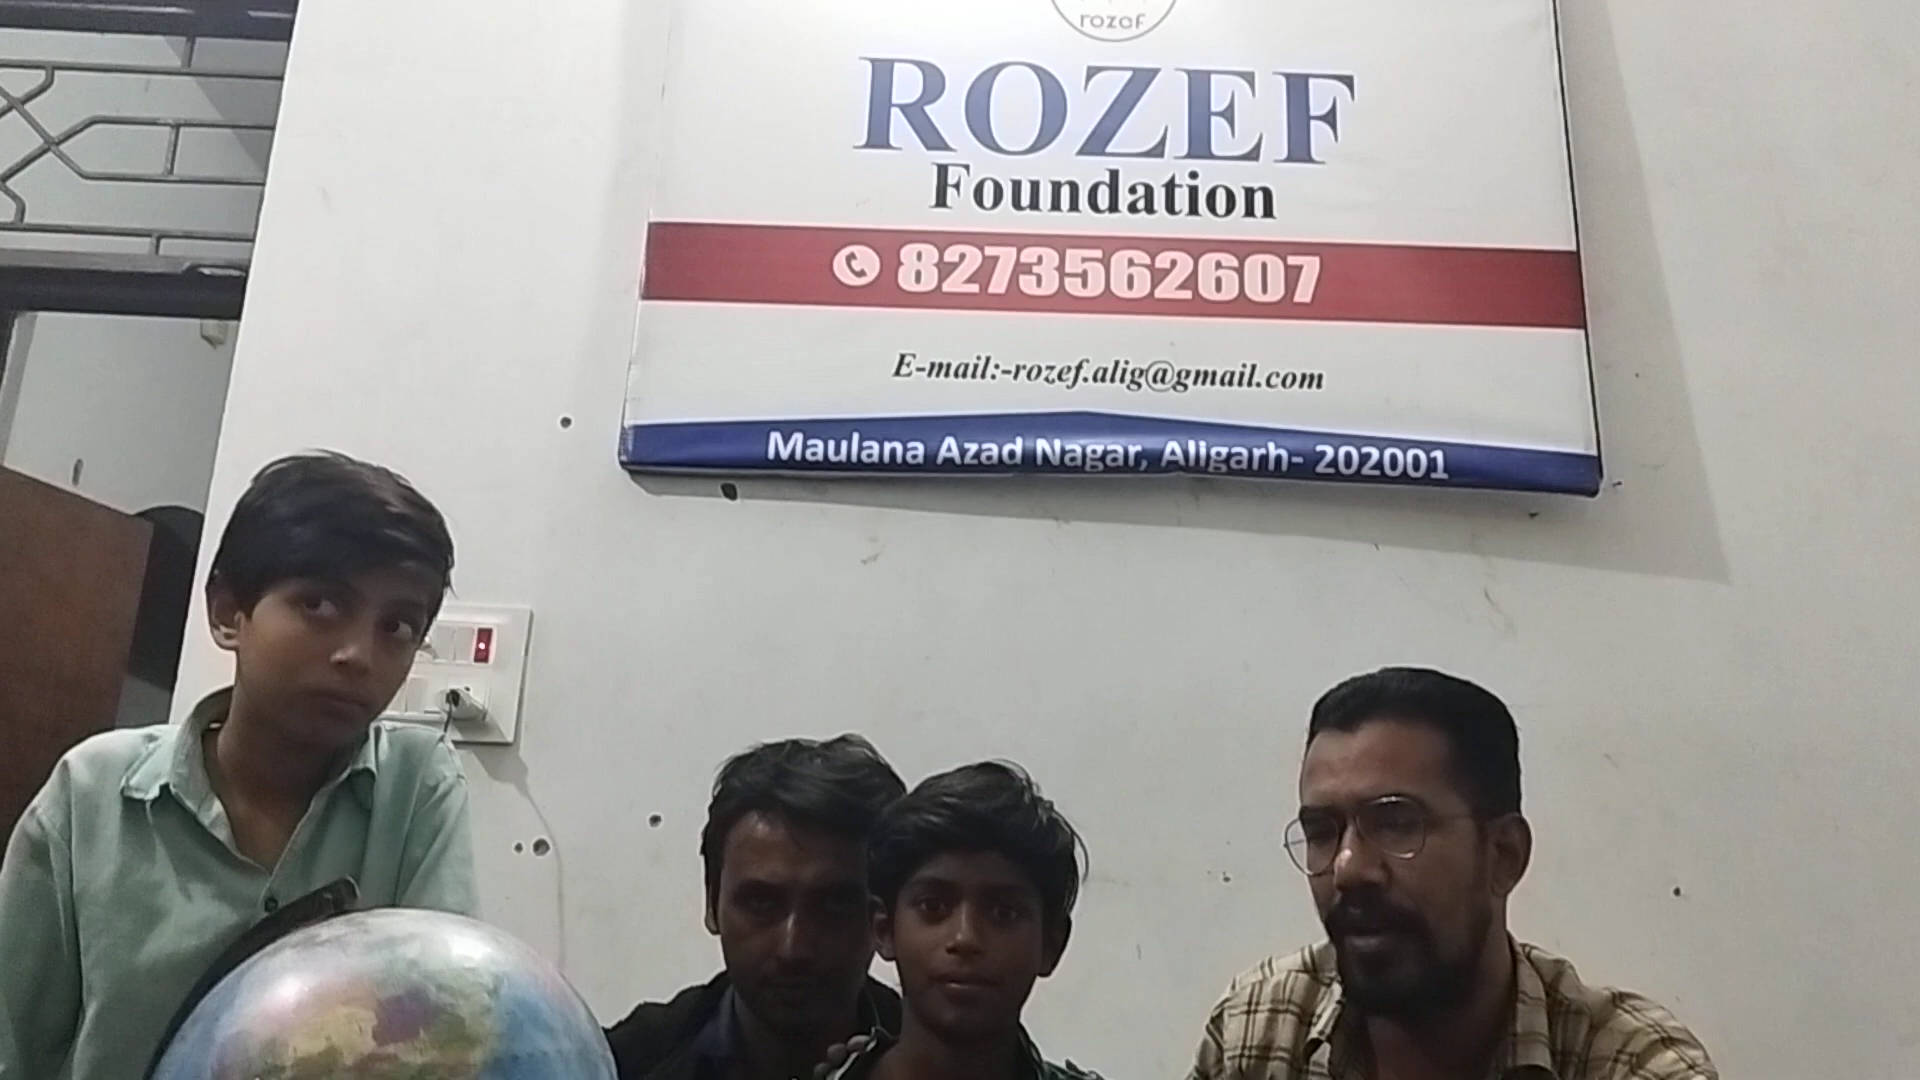 rozef
ROZEF
Foundation
8273562607
E-mail:-rozef.alig@gmail.com
Maulana Azad Nagar, Aligarh- 202001